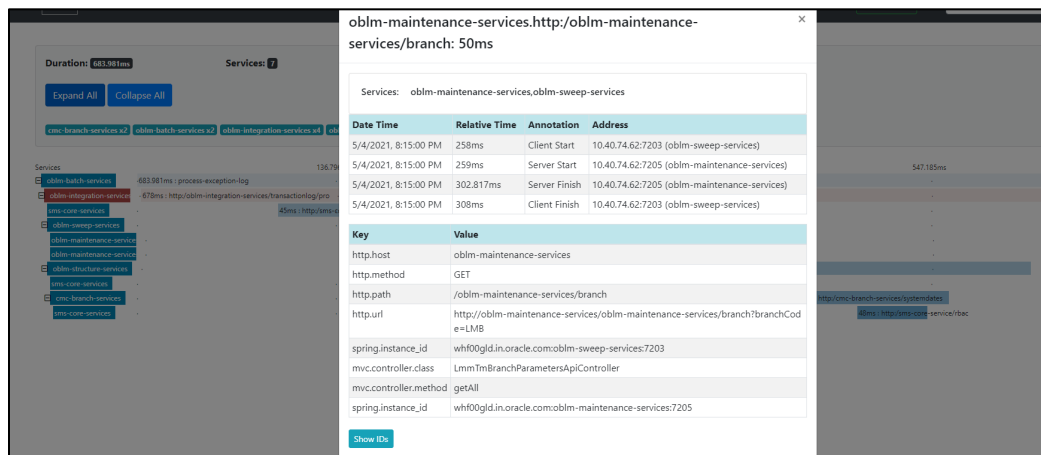 oblm-maintenance-services.http:/oblm-maintenance-
services/branch: 50ms
×
Duration: 683.981ms Services: 7
Expand All Collapse All
cmc-branch-services x2 oblm-batch-services x2 oblm-integration-services x4
Services: oblm-maintenance-services,oblm-sweep-services
Date Time Relative Time Annotation Address
5/4/2021, 8:15:00 PM 258ms Client Start 10.40.74.62:7203 (oblm-sweep-services)
5/4/2021, 8:15:00 PM 259ms Server Start 10.40.74.62:7205 (oblm-maintenance-services)
5/4/2021, 8:15:00 PM 302.817ms Server Finish 10.40.74.62:7205 (oblm-maintenance-services)
5/4/2021, 8:15:00 PM 308ms Client Finish 10.40.74.62:7203 (oblm-sweep-services)
Key Value
http.host oblm-maintenance-services
http.method GET
http.path /oblm-maintenance-services/branch
http.url http://oblm-maintenance-services/oblm-maintenance-services/branch?branchCod
e=LMB
spring.instance_id whf00gld.in.oracle.com:oblm-sweep-services:7203
mvc.controller.class LmmTmBranchParametersApiController
mvc.controller.method getAll
spring.instance_id whf00gld.in.oracle.com:oblm-maintenance-services:7205
Show IDs
Services 547.185ms
oblm-batch-services 683.981ms : process-exception-log
oblm-integration-services 678ms : http:/oblm-integration-services/transactionlog/pro
sms-core-services
oblm-sweep-services
oblm-maintenance-service
oblm-maintenance-service
oblm-structure-services
sms-core-services
cmc-branch-services http:/cmc-branch-services/systemdates
sms-core-services 48ms : http:/sms-core-service/rbac